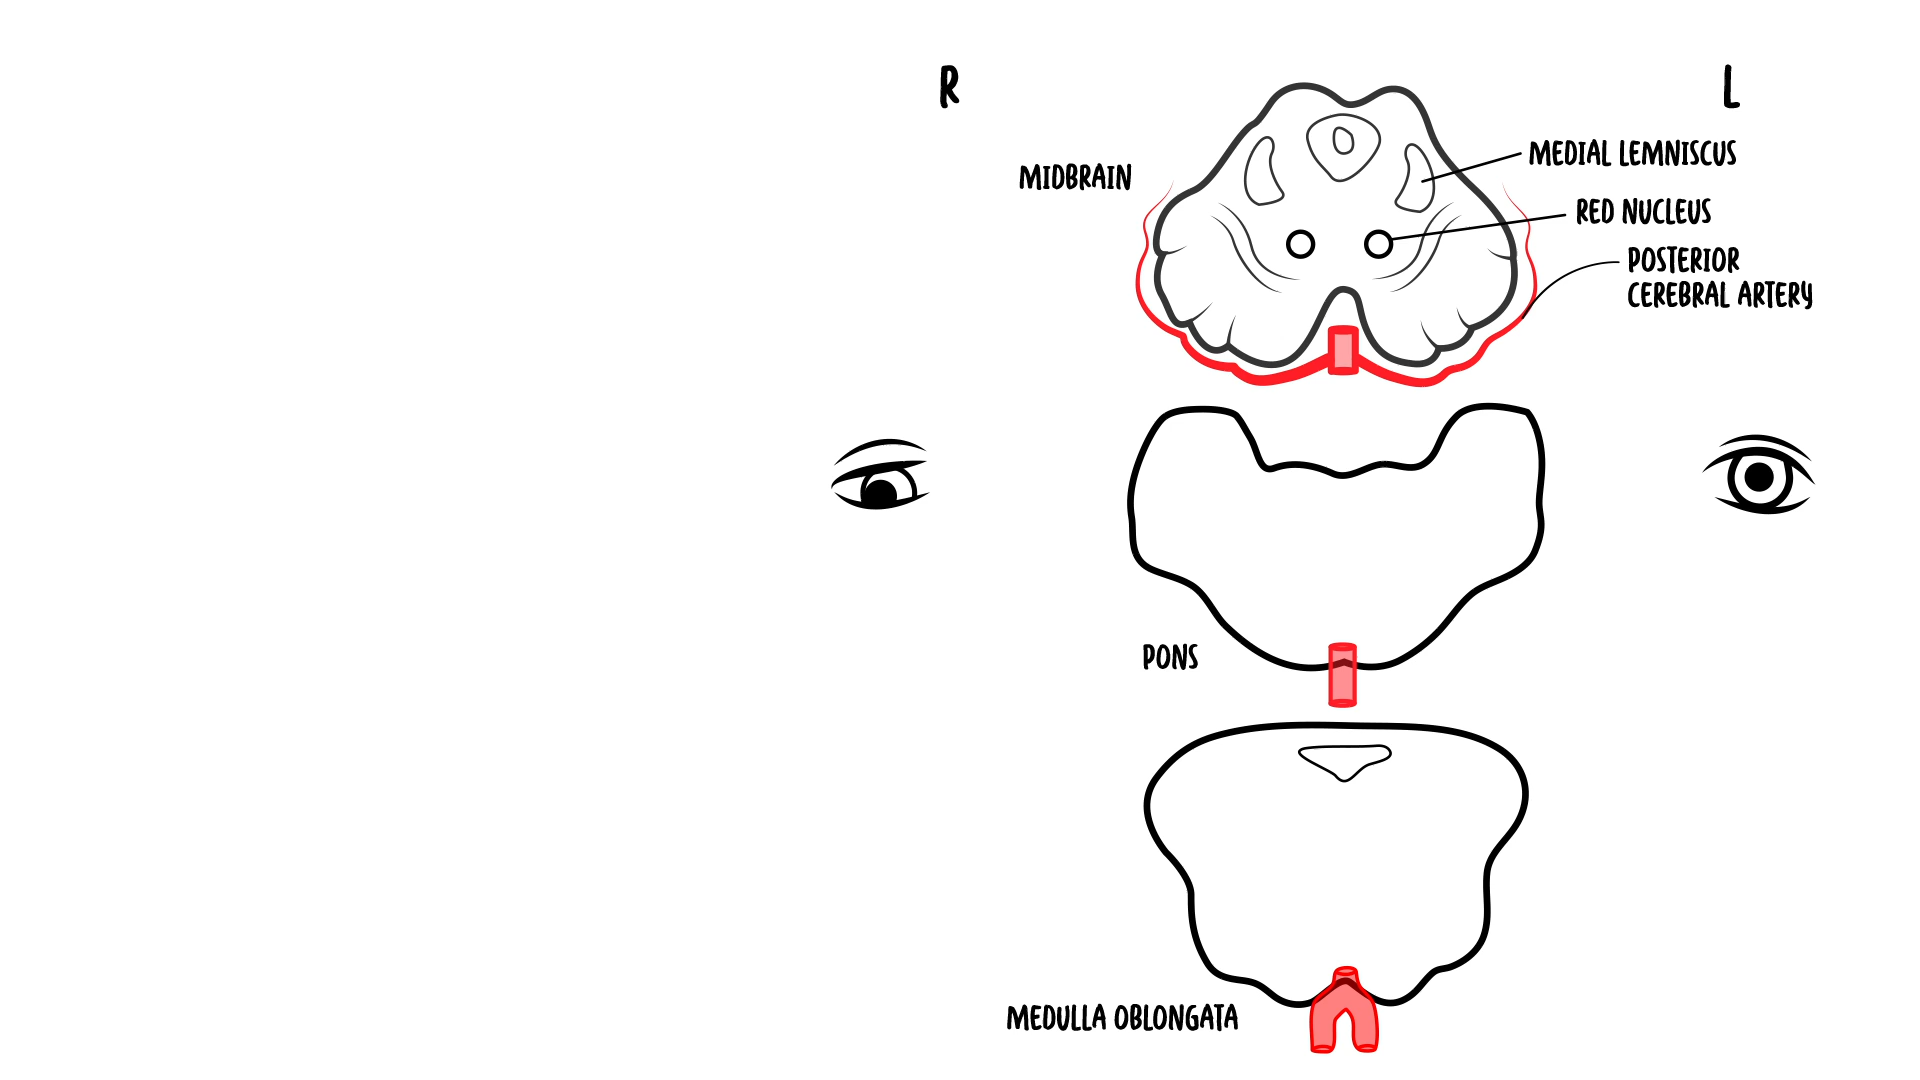 R
L
MIDBRAIN
MEDIAL LEMNISCUS
RED NUCLEUS
POSTERIOR
CEREBRAL ARTERY
PONS
MEDULLA OBLONGATA